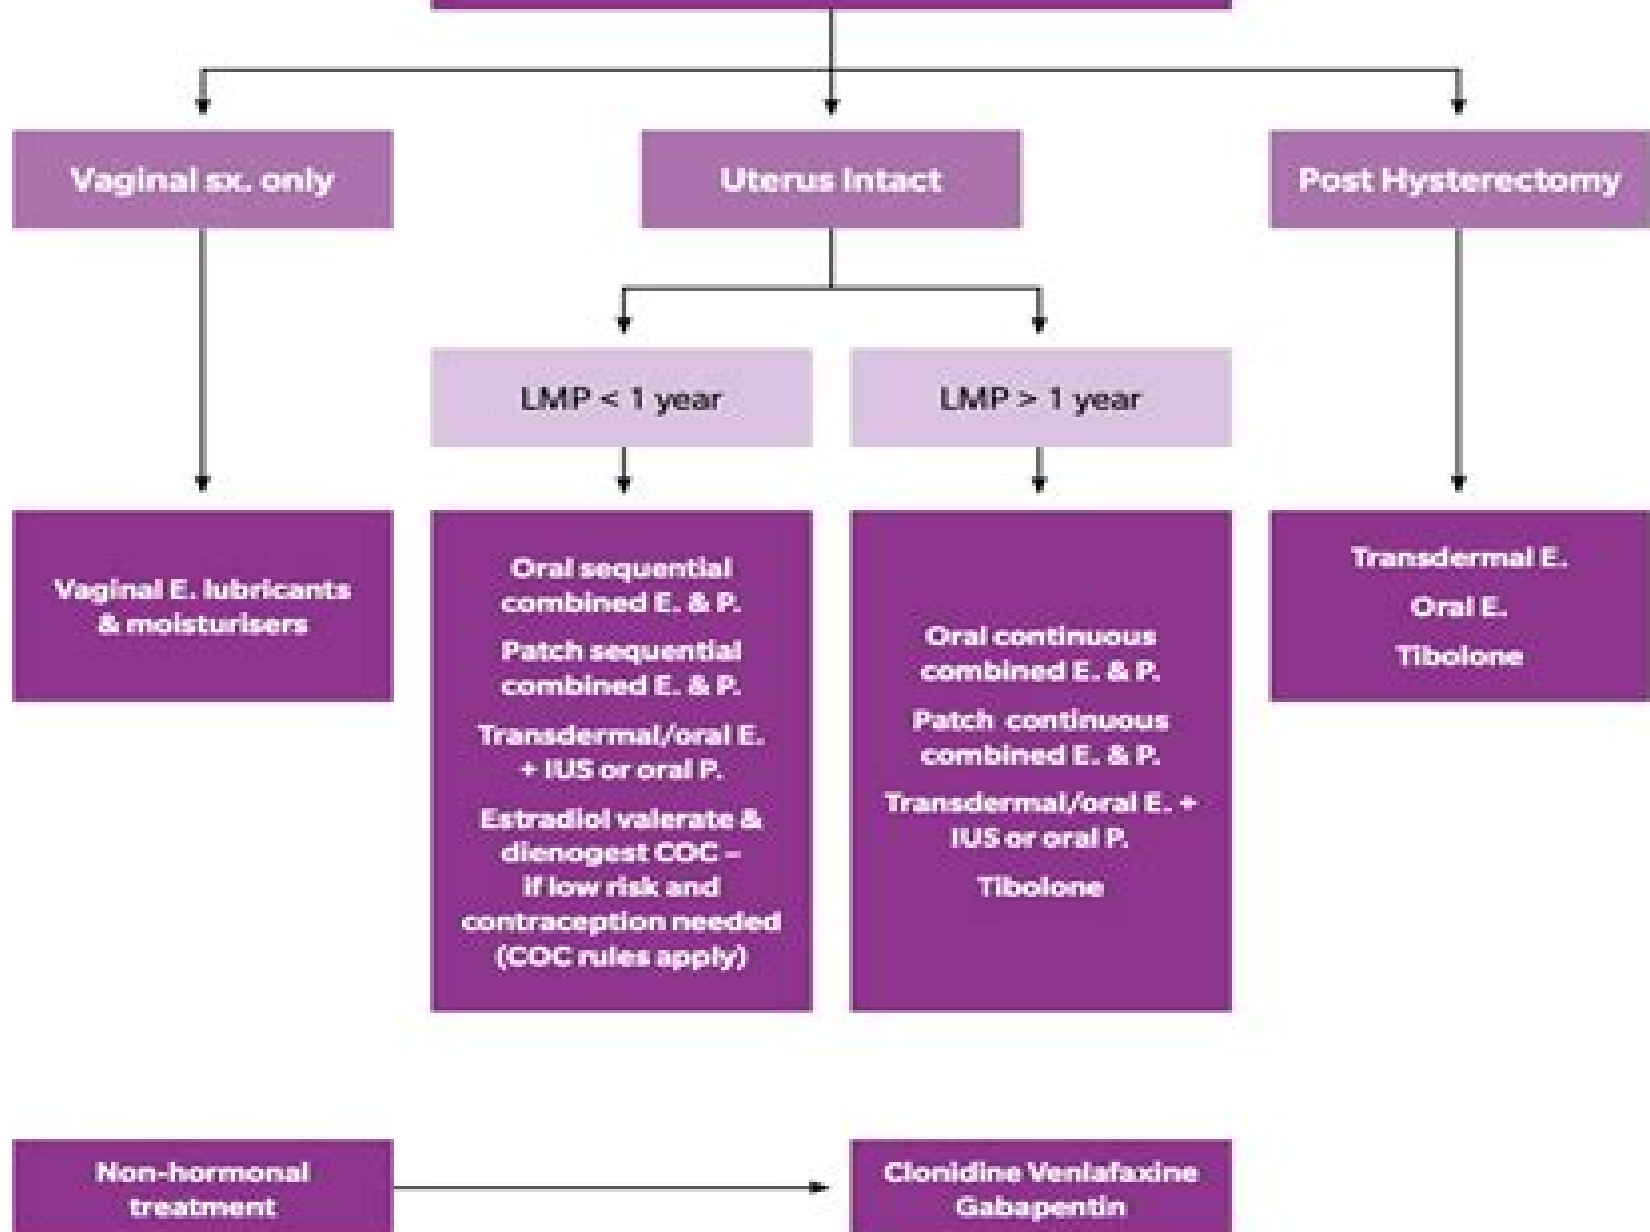 Vaginal sx. only
Uterus Intact
Post Hysterectomy
LMP < 1 year
LMP > 1 year
Vaginal E. lubricants
& moisturisers
Oral sequential
combined E. & P.
Patch sequential
combined E. & P.
Transdermal/oral E.
+ IUS or oral P.
Estradiol valerate &
dienogest COC –
if low risk and
contraception needed
(COC rules apply)
Oral continuous
combined E. & P.
Patch continuous
combined E. & P.
Transdermal/oral E. +
IUS or oral P.
Tibolone
Transdermal E.
Oral E.
Tibolone
Non-hormonal
treatment
Clonidine Venlafaxine
Gabapentin